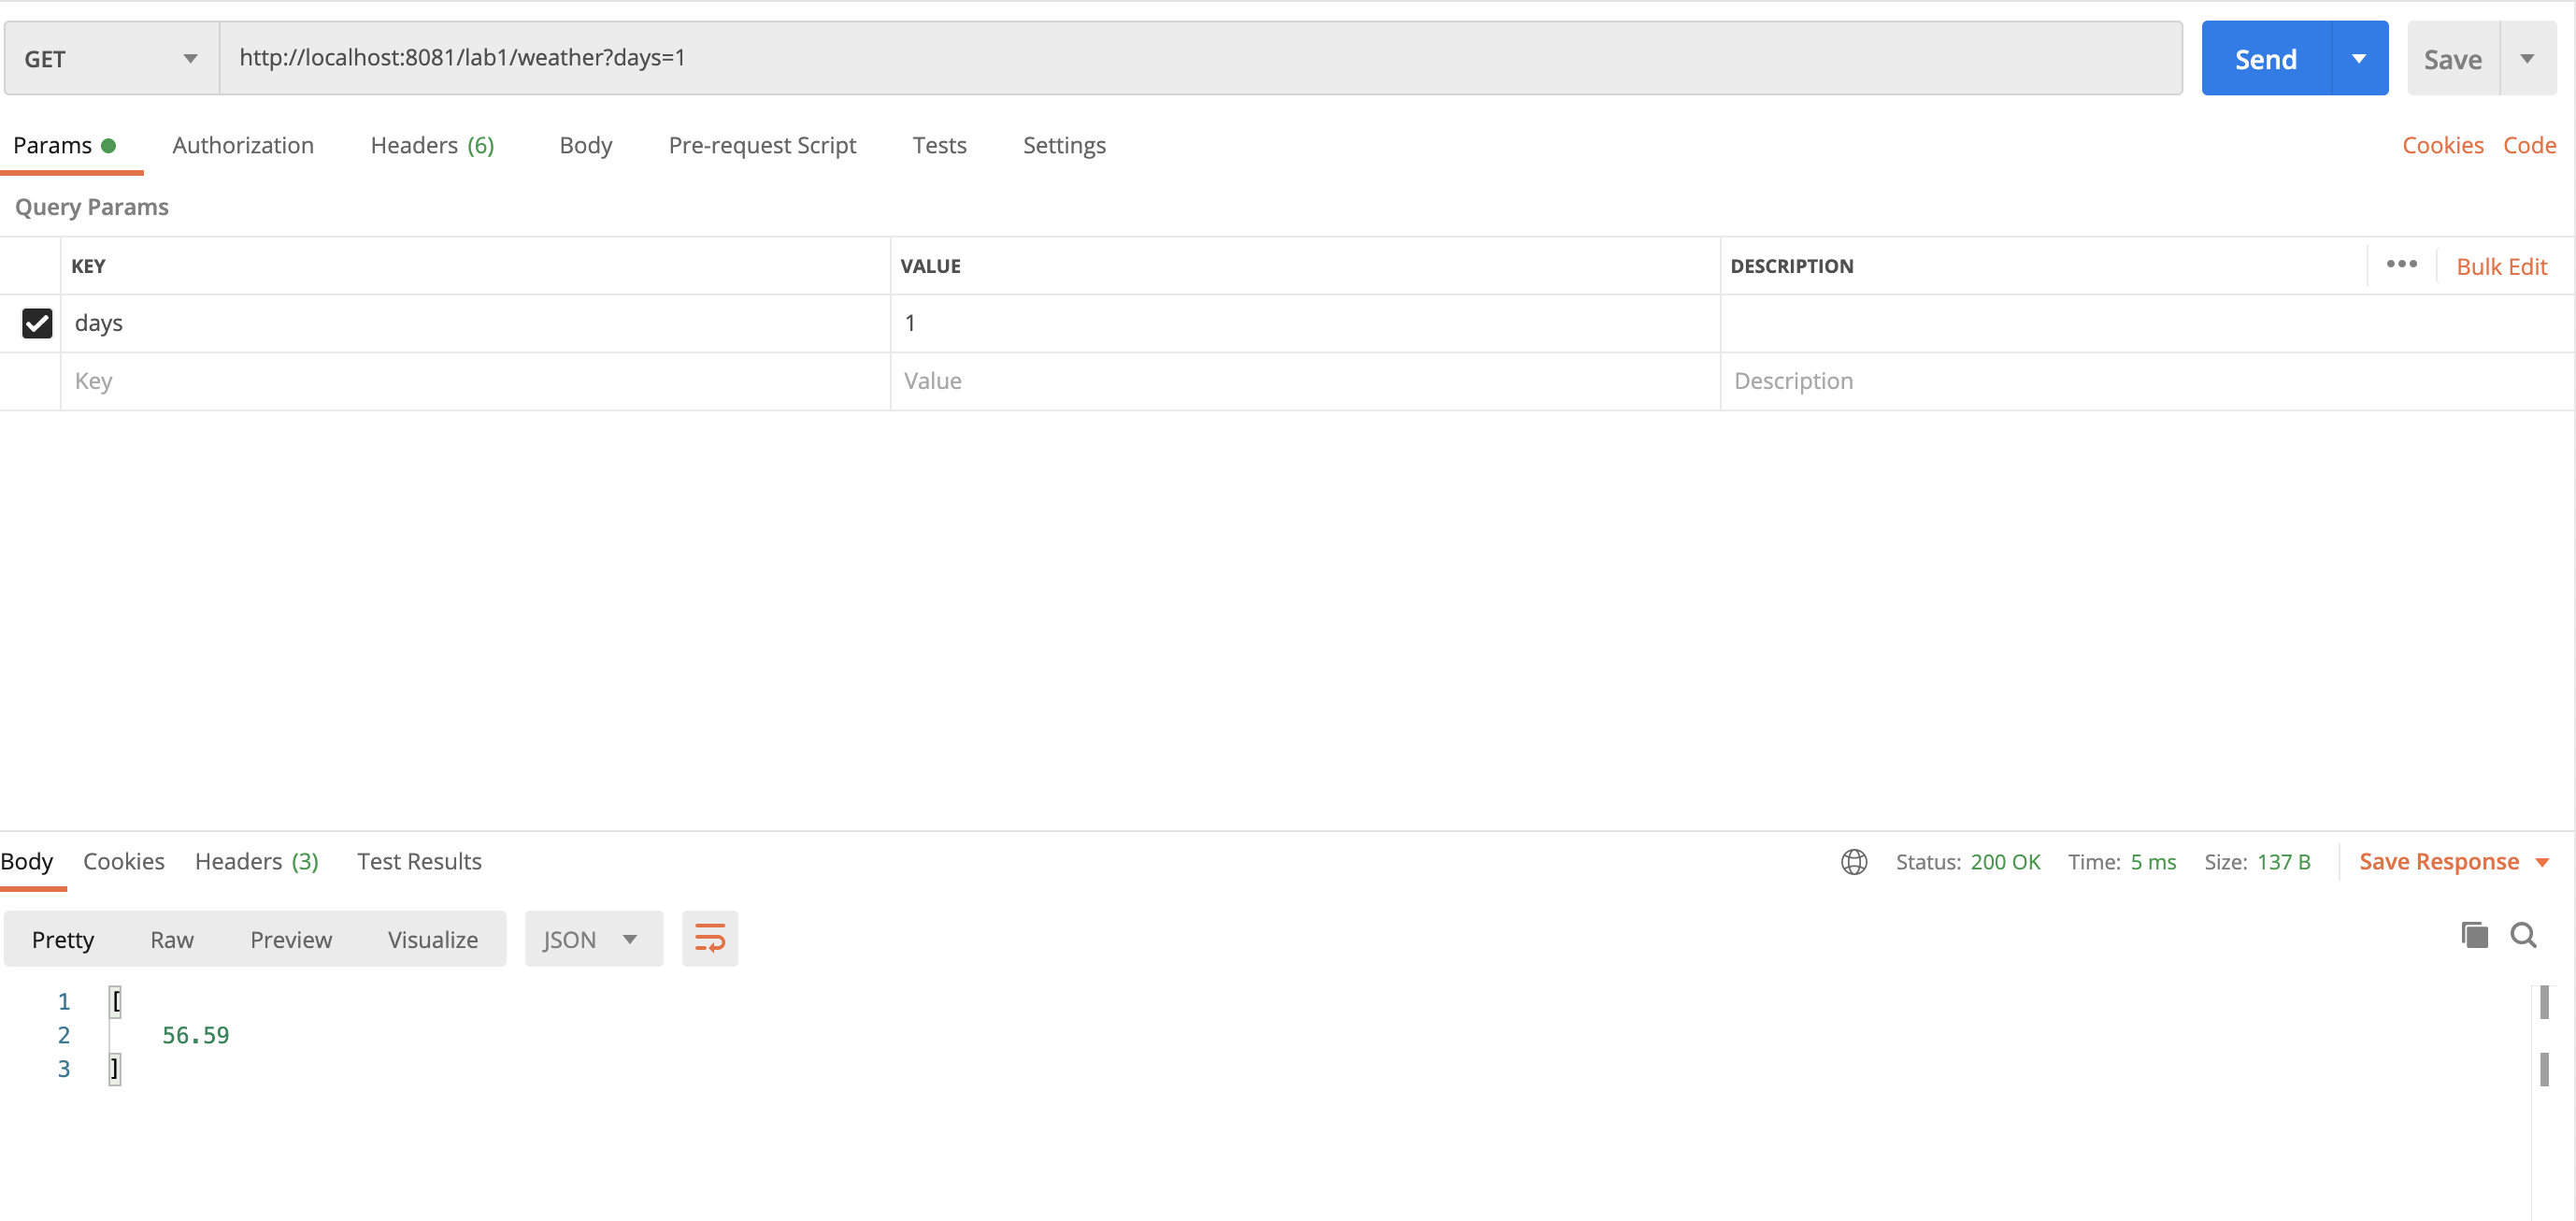 GET http://localhost:8081/lab1/weather?days=1 Send Save
Params Authorization Headers (6) Body Pre-request Script Tests Settings Cookies Code
Query Params
KEY VALUE DESCRIPTION ••• Bulk Edit
days 1
Key Value Description
Body Cookies Headers (3) Test Results Status: 200 OK Time: 5 ms Size: 137 B Save Response
Pretty Raw Preview Visualize JSON
1 [
2 56.59
3 ]